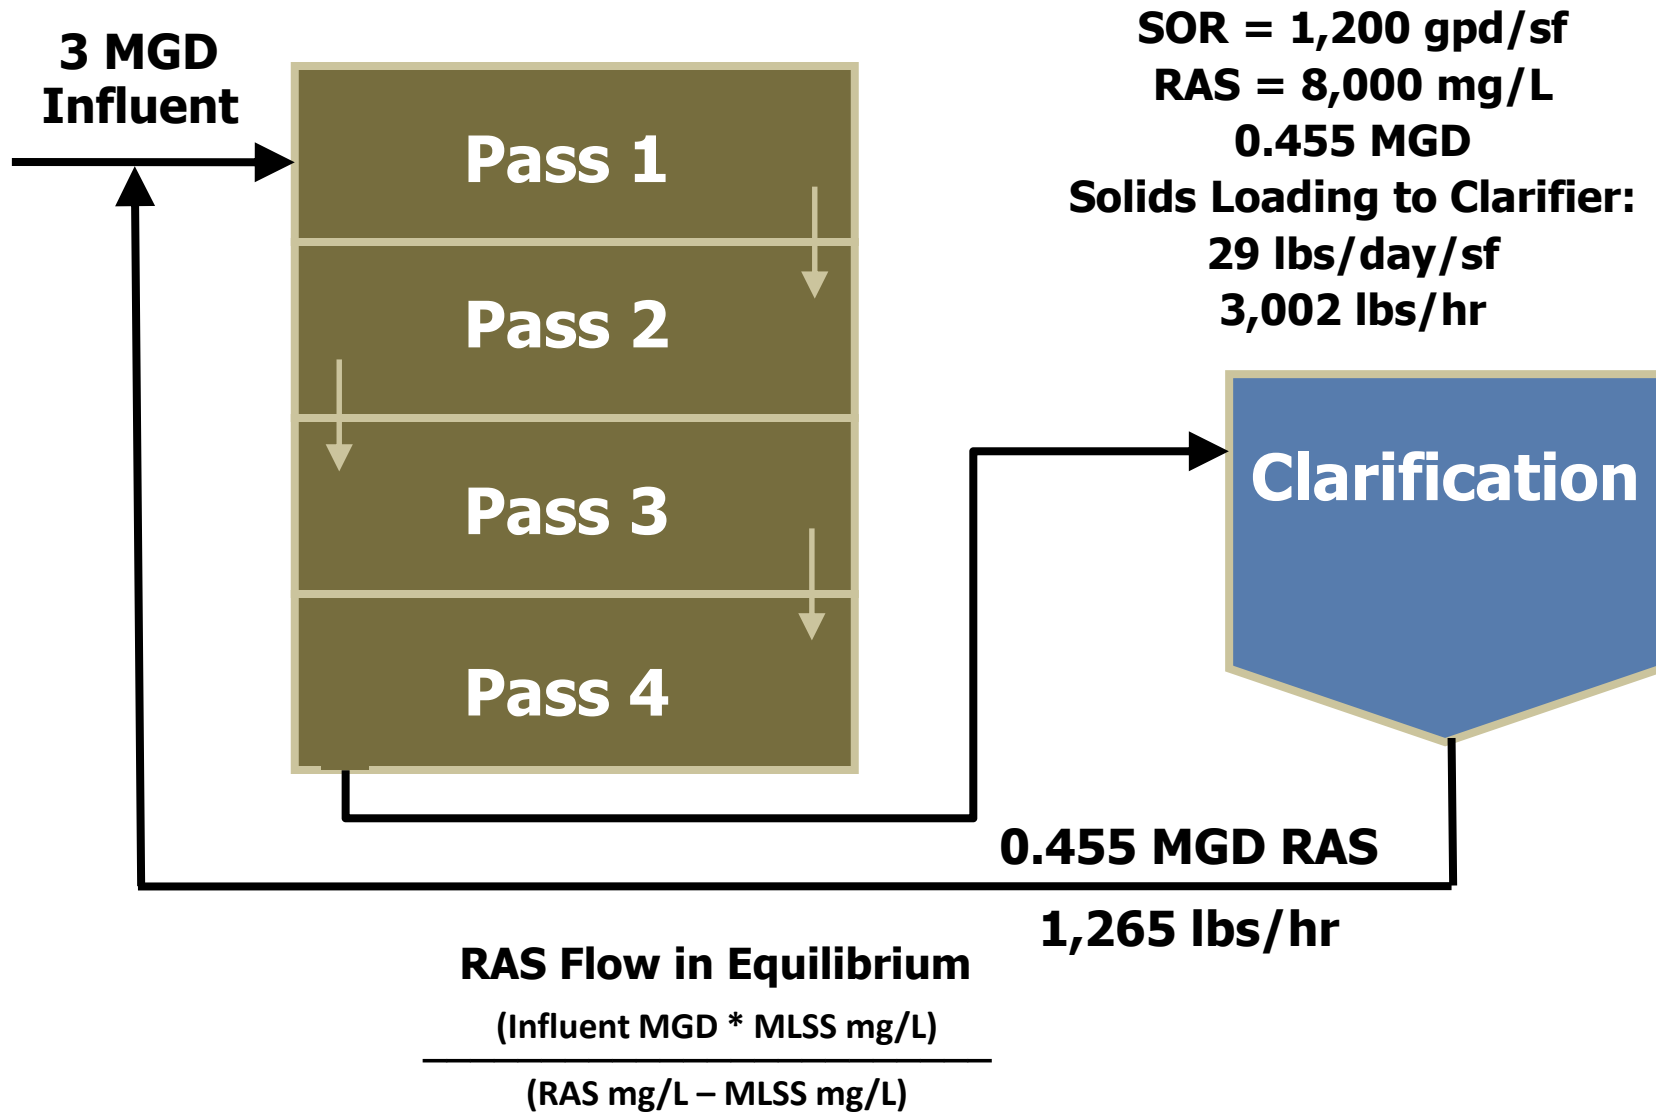 3 MGD
Influent
Pass 1
Pass 2
Pass 3
Pass 4
SOR = 1,200 gpd/sf
RAS = 8,000 mg/L
0.455 MGD
Solids Loading to Clarifier:
29 lbs/day/sf
3,002 lbs/hr
Clarification
0.455 MGD RAS
1,265 lbs/hr
RAS Flow in Equilibrium
(Influent MGD * MLSS mg/L)
(RAS mg/L – MLSS mg/L)